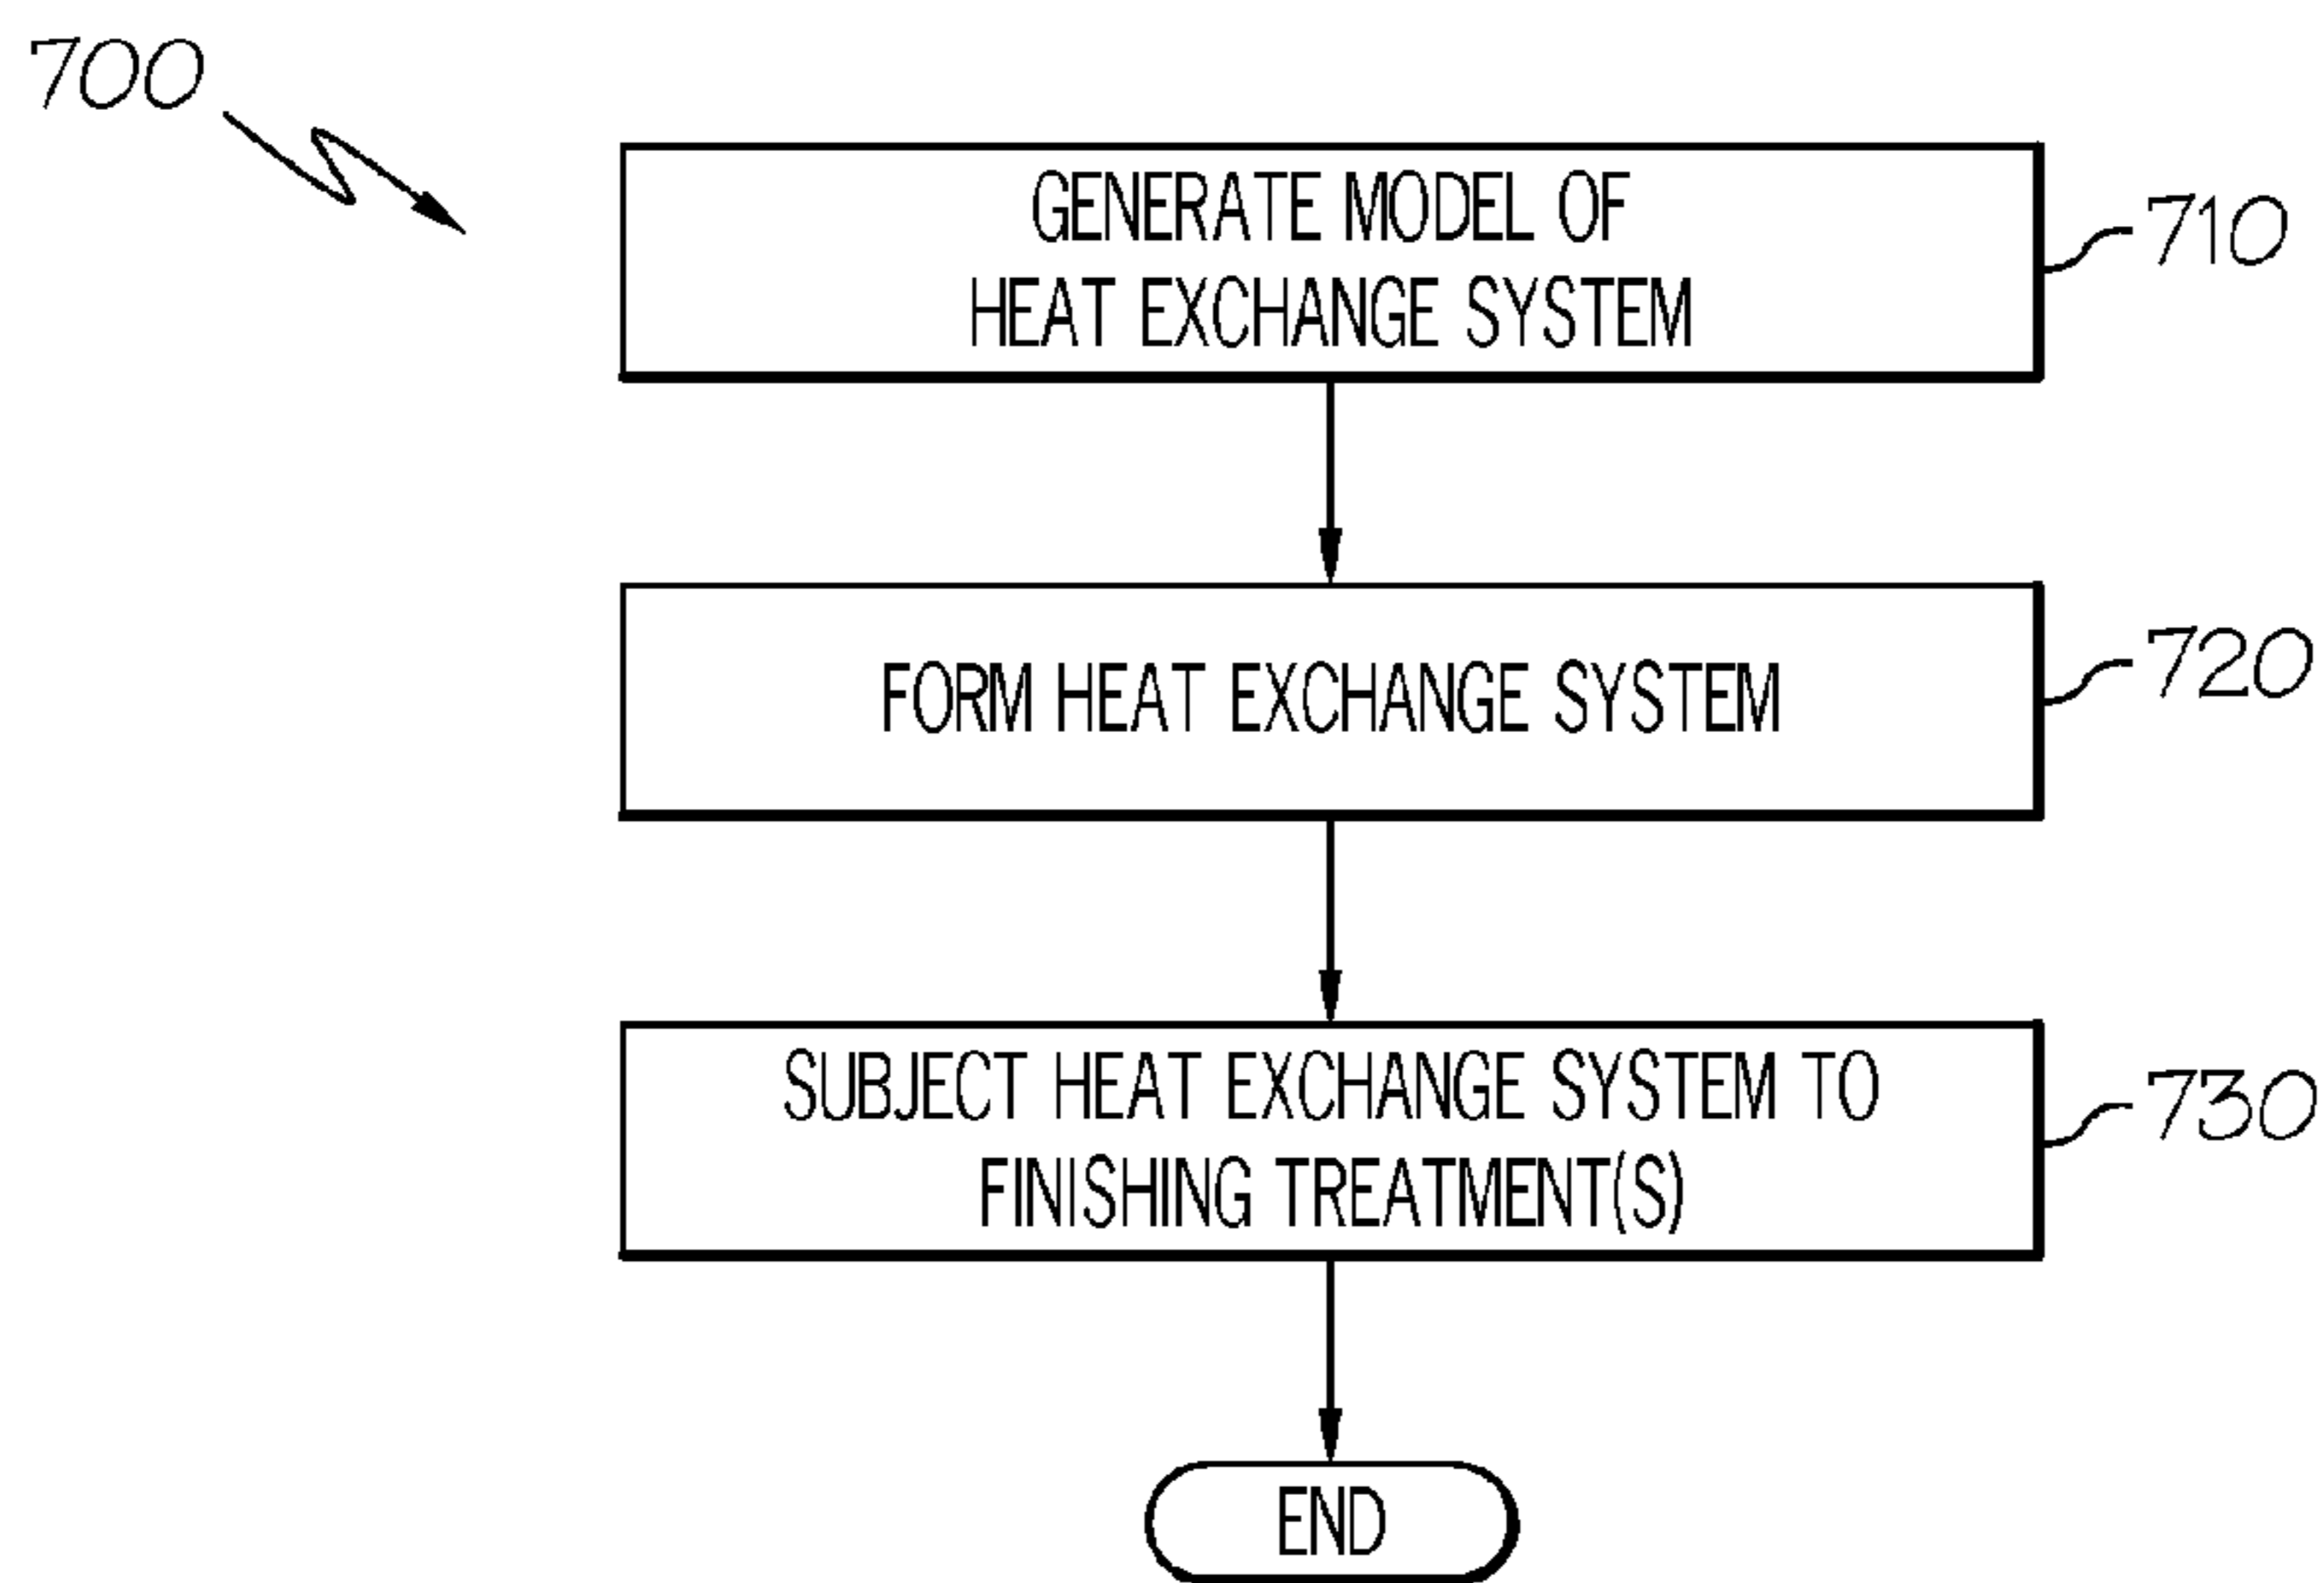 700
GENERATE MODEL OF
HEAT EXCHANGE SYSTEM
710
FORM HEAT EXCHANGE SYSTEM
720
SUBJECT HEAT EXCHANGE SYSTEM TO
FINISHING TREATMENT(S)
730
END